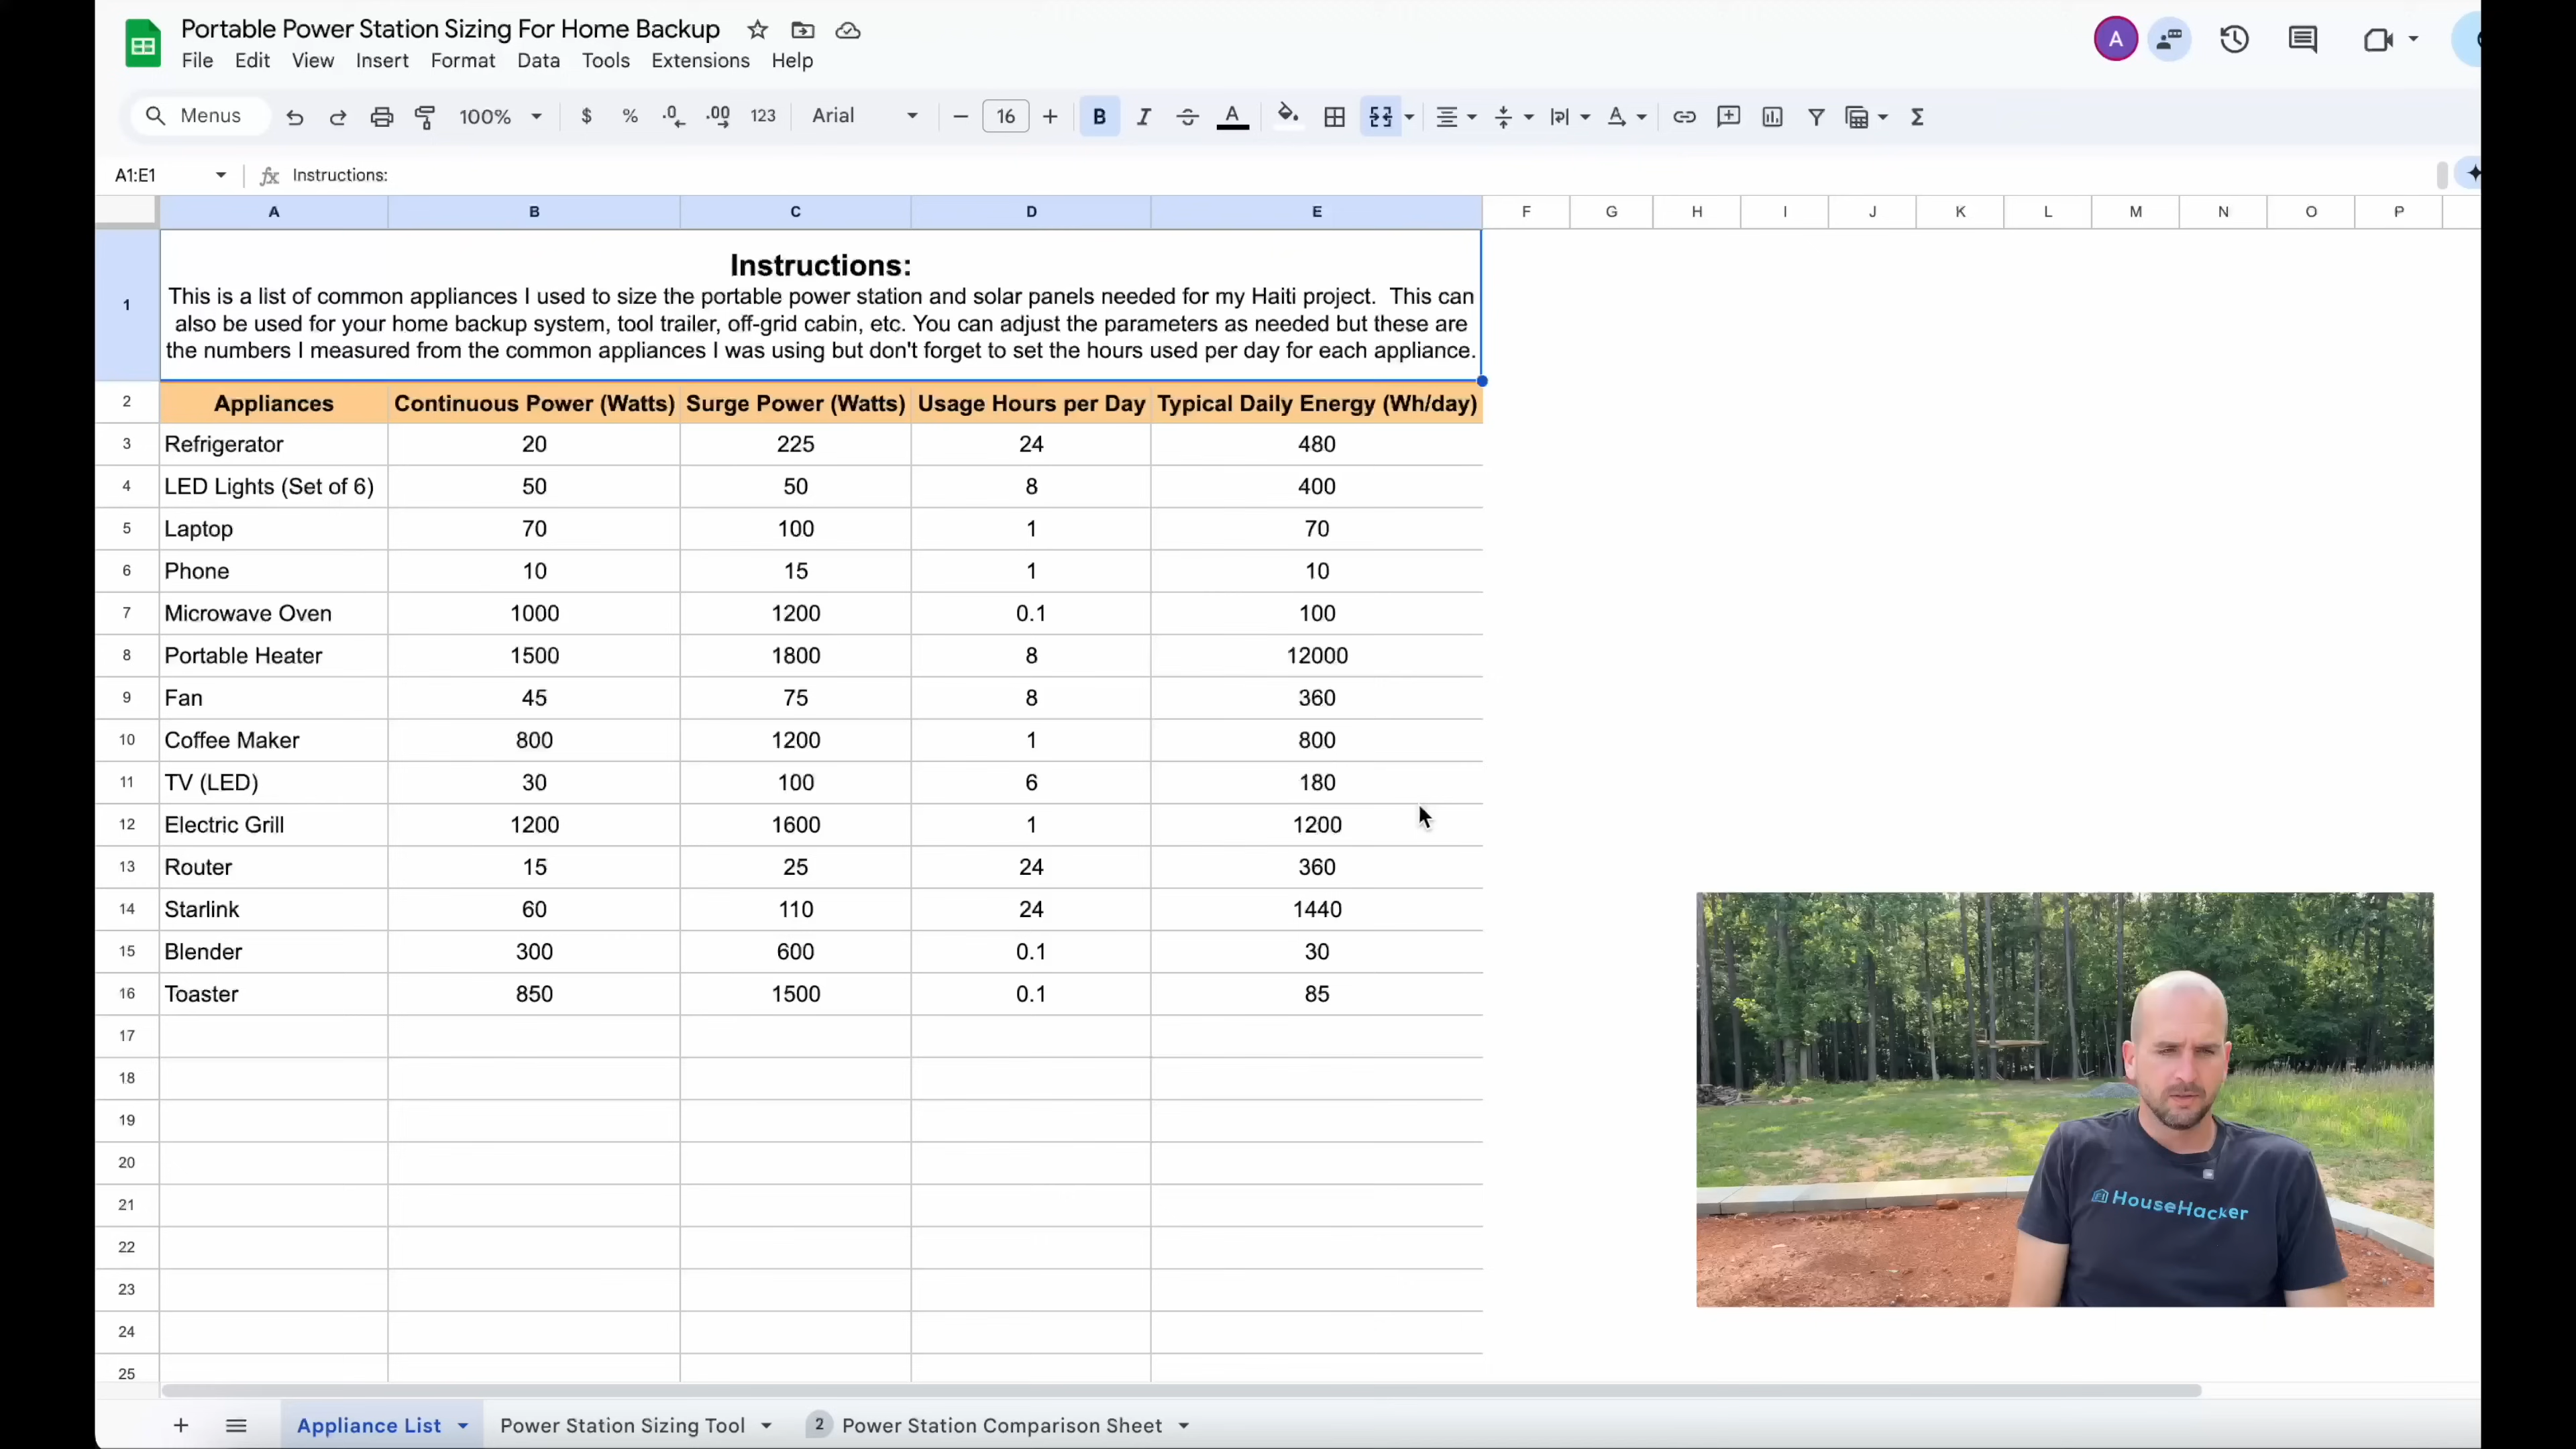 Portable Power Station Sizing For Home Backup
File Edit View Insert Format Data Tools Extensions Help
A
Menus 100% $ % .0 .00 123 Arial − 16 + B I A Σ
A1:E1 fx Instructions:
A B C D E F G H I J K L M N O P
1 Instructions:
This is a list of common appliances I used to size the portable power station and solar panels needed for my Haiti project. This can
also be used for your home backup system, tool trailer, off-grid cabin, etc. You can adjust the parameters as needed but these are
the numbers I measured from the common appliances I was using but don't forget to set the hours used per day for each appliance.
2 Appliances Continuous Power (Watts) Surge Power (Watts) Usage Hours per Day Typical Daily Energy (Wh/day)
3 Refrigerator 20 225 24 480
4 LED Lights (Set of 6) 50 50 8 400
5 Laptop 70 100 1 70
6 Phone 10 15 1 10
7 Microwave Oven 1000 1200 0.1 100
8 Portable Heater 1500 1800 8 12000
9 Fan 45 75 8 360
10 Coffee Maker 800 1200 1 800
11 TV (LED) 30 100 6 180
12 Electric Grill 1200 1600 1 1200
13 Router 15 25 24 360
14 Starlink 60 110 24 1440
15 Blender 300 600 0.1 30
16 Toaster 850 1500 0.1 85
17
18
19
20
21
22
23
24
25
HouseHacker
+ Appliance List Power Station Sizing Tool 2 Power Station Comparison Sheet